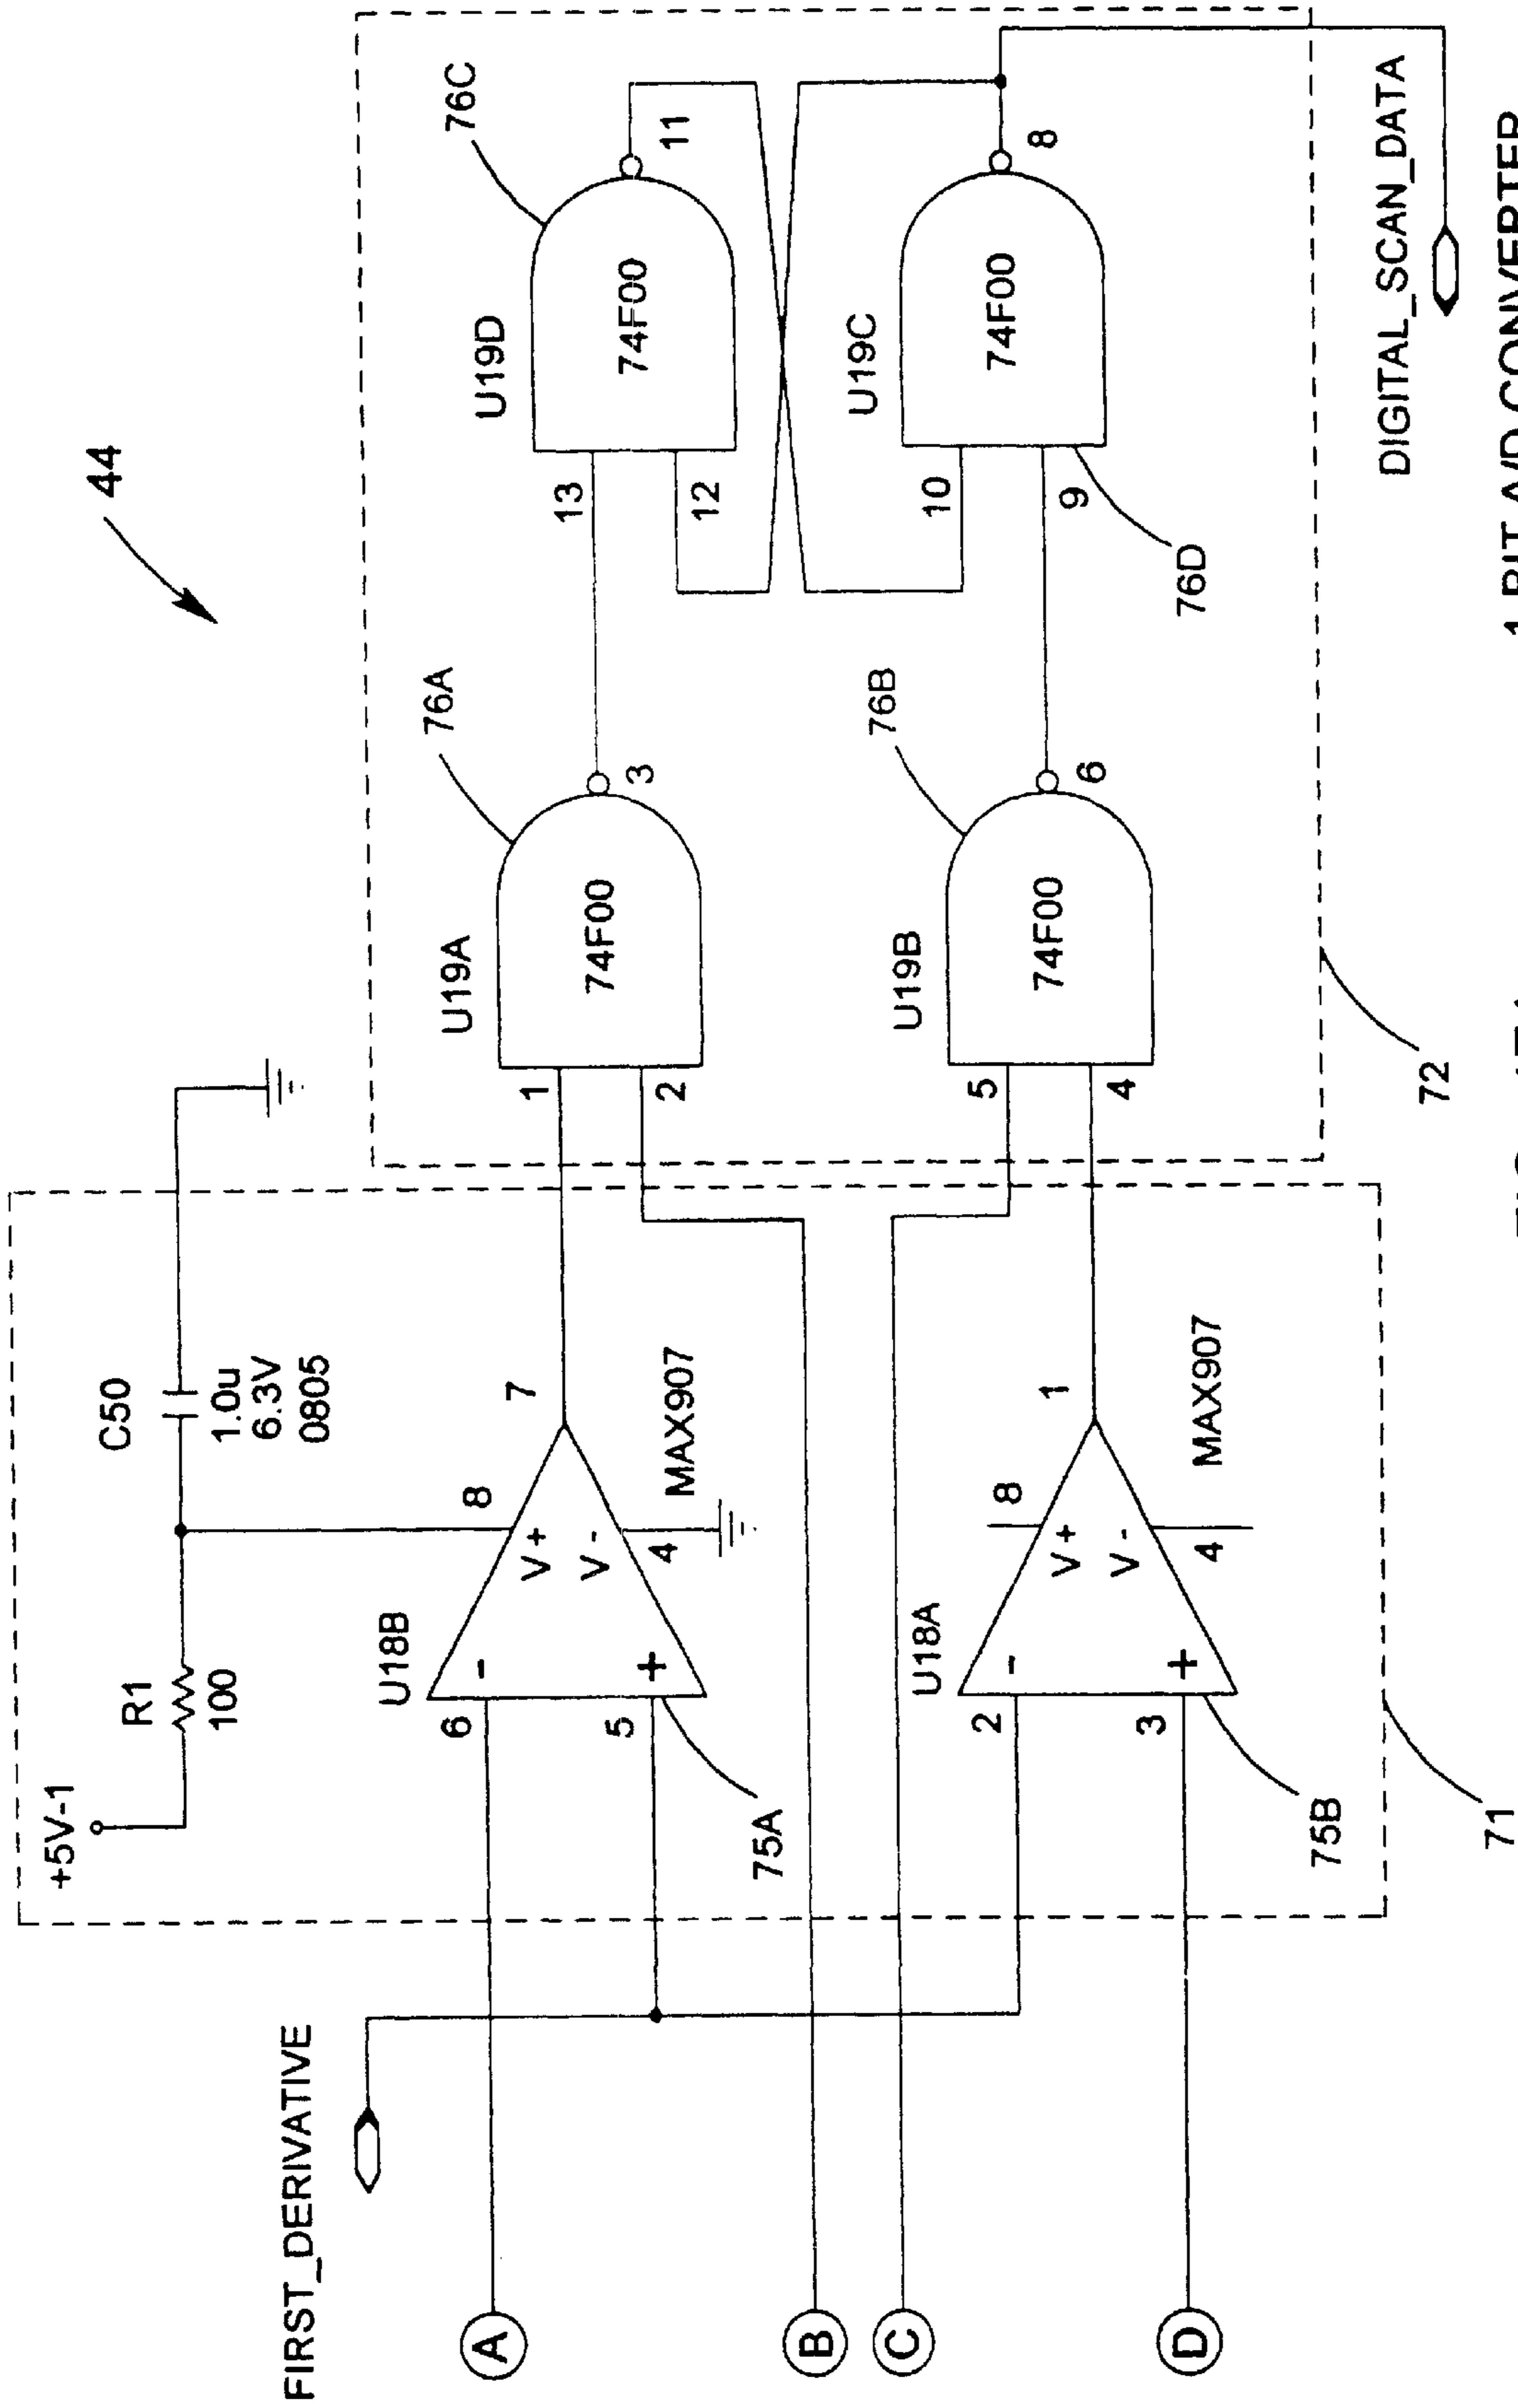 44
+5V-1
R1
100
C50
1.0u
6.3V
0805
FIRST_DERIVATIVE
A
B
C
D
U18B
6
5
-
+
V+
V-
8
4
7
MAX907
75A
U18A
2
3
-
+
V+
V-
8
4
1
MAX907
75B
71
U19A
1
2
74F00
3
76A
U19B
5
4
74F00
6
76B
U19D
13
12
74F00
11
76C
U19C
10
9
74F00
8
76D
72
DIGITAL_SCAN_DATA
1-BIT A/D CONVERTER